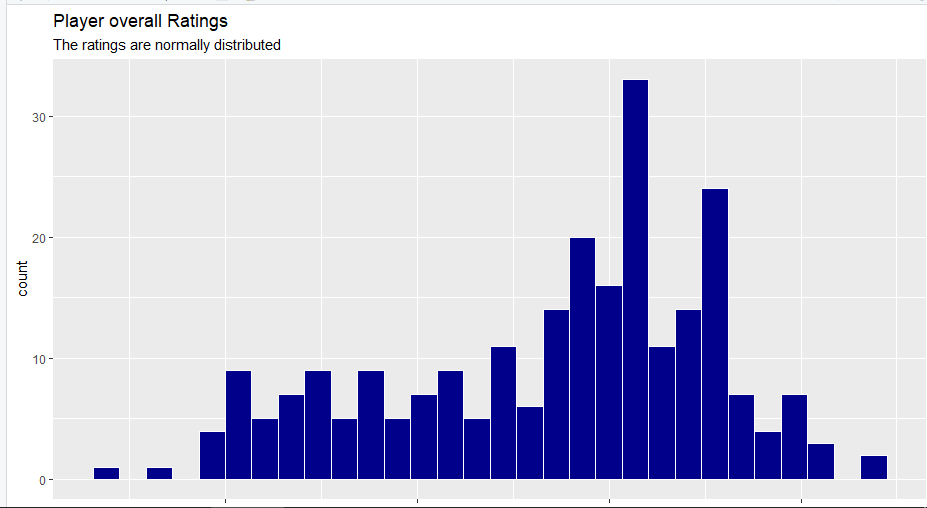 Player overall Ratings
The ratings are normally distributed
30
20
count
10
0